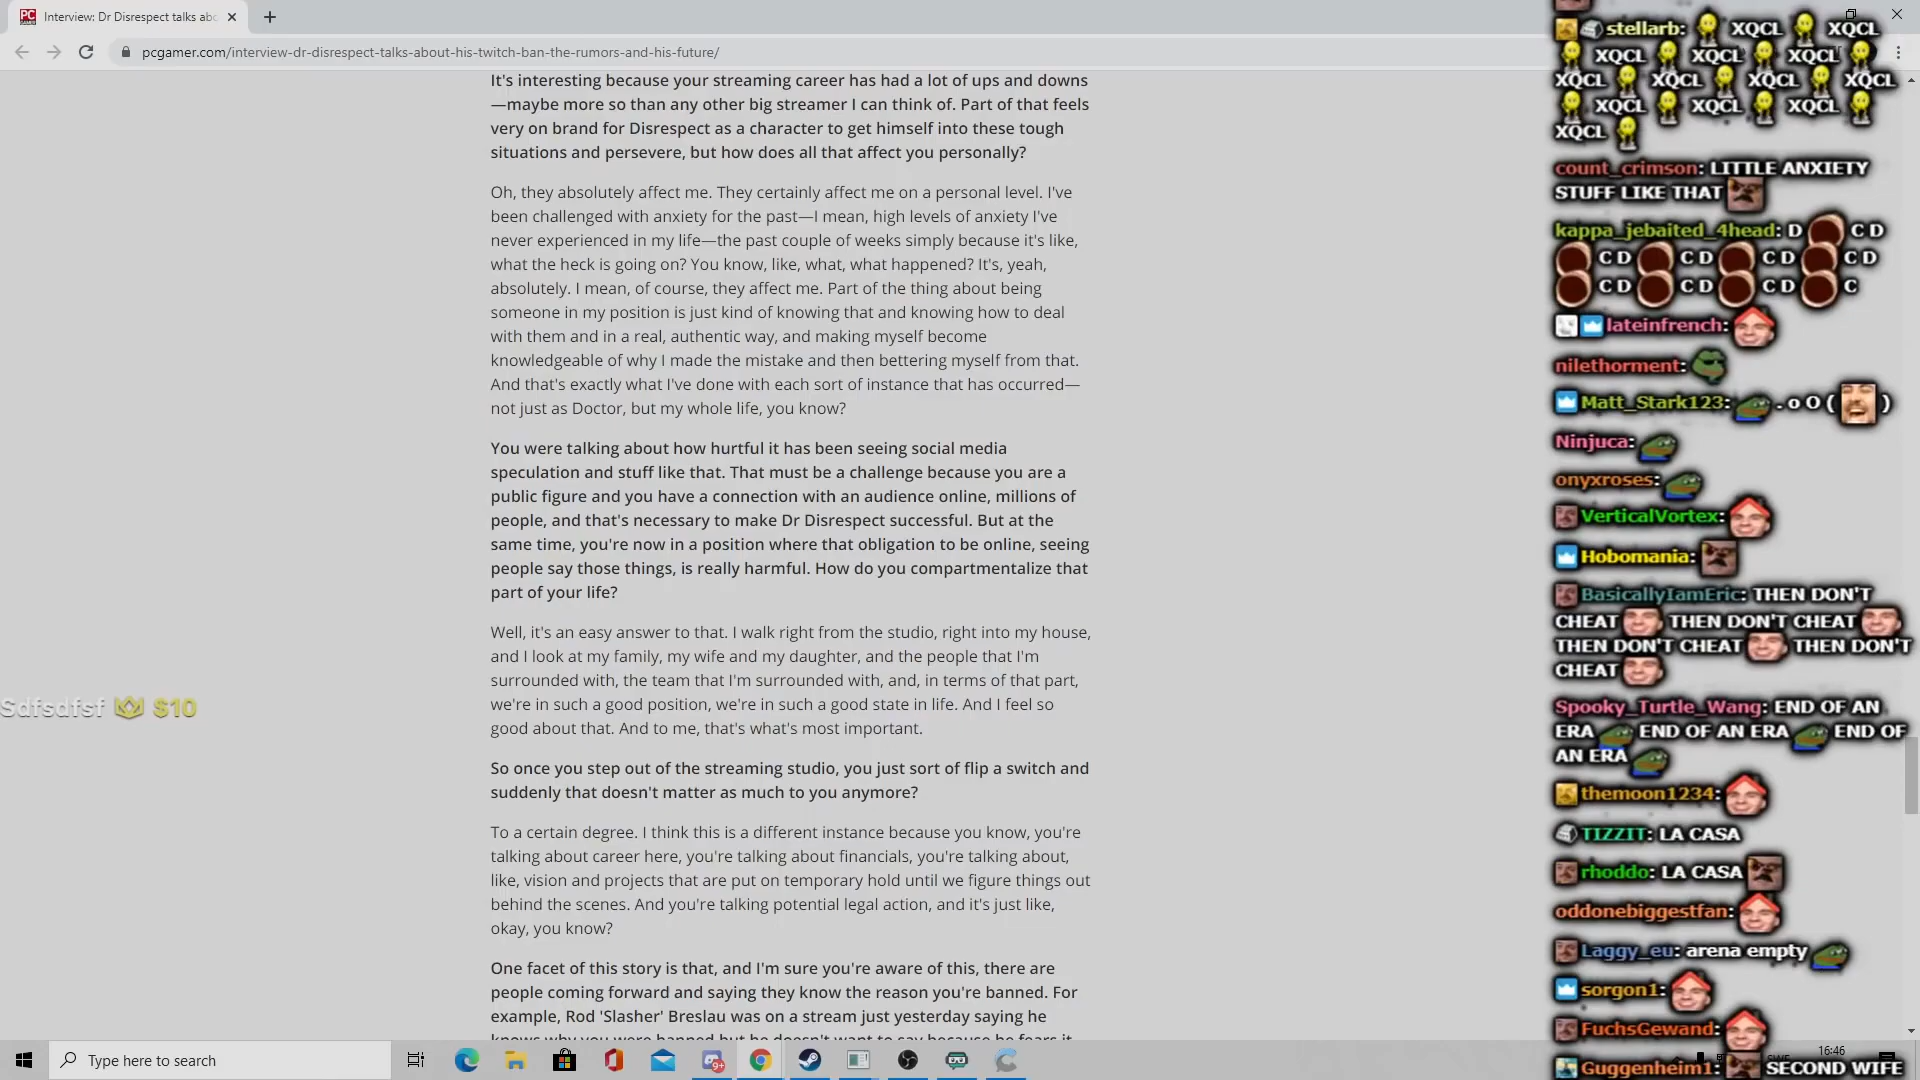 Interview: Dr Disrespect talks abo
pcgamer.com/interview-dr-disrespect-talks-about-his-twitch-ban-the-rumors-and-his-future/
It's interesting because your streaming career has had a lot of ups and downs
—maybe more so than any other big streamer I can think of. Part of that feels
very on brand for Disrespect as a character to get himself into these tough
situations and persevere, but how does all that affect you personally?
Oh, they absolutely affect me. They certainly affect me on a personal level. I've
been challenged with anxiety for the past—I mean, high levels of anxiety I've
never experienced in my life—the past couple of weeks simply because it's like,
what the heck is going on? You know, like, what, what happened? It's, yeah,
absolutely. I mean, of course, they affect me. Part of the thing about being
someone in my position is just kind of knowing that and knowing how to deal
with them and in a real, authentic way, and making myself become
knowledgeable of why I made the mistake and then bettering myself from that.
And that's exactly what I've done with each sort of instance that has occurred—
not just as Doctor, but my whole life, you know?
You were talking about how hurtful it has been seeing social media
speculation and stuff like that. That must be a challenge because you are a
public figure and you have a connection with an audience online, millions of
people, and that's necessary to make Dr Disrespect successful. But at the
same time, you're now in a position where that obligation to be online, seeing
people say those things, is really harmful. How do you compartmentalize that
part of your life?
Well, it's an easy answer to that. I walk right from the studio, right into my house,
and I look at my family, my wife and my daughter, and the people that I'm
surrounded with, the team that I'm surrounded with, and, in terms of that part,
we're in such a good position, we're in such a good state in life. And I feel so
good about that. And to me, that's what's most important.
So once you step out of the streaming studio, you just sort of flip a switch and
suddenly that doesn't matter as much to you anymore?
To a certain degree. I think this is a different instance because you know, you're
talking about career here, you're talking about financials, you're talking about,
like, vision and projects that are put on temporary hold until we figure things out
behind the scenes. And you're talking potential legal action, and it's just like,
okay, you know?
One facet of this story is that, and I'm sure you're aware of this, there are
people coming forward and saying they know the reason you're banned. For
example, Rod 'Slasher' Breslau was on a stream just yesterday saying he
knows why you were banned but he doesn't want to say because he fears it
Sdfsdfsf $10
stellarb: XQCL XQCL
XQCL XQCL XQCL
XQCL XQCL XQCL XQCL
XQCL XQCL XQCL
XQCL
count_crimson: LITTLE ANXIETY
STUFF LIKE THAT
kappa_jebaited_4head: D C D
C D C D C D C D
C D C D C D C
lateinfrench:
nilethorment:
Matt_Stark123: . o O ( )
Ninjuca:
onyxroses:
VerticalVortex:
Hobomania:
BasicallyIamEric: THEN DON'T
CHEAT THEN DON'T CHEAT
THEN DON'T CHEAT THEN DON'T
CHEAT
Spooky_Turtle_Wang: END OF AN
ERA END OF AN ERA END OF
AN ERA
themoon1234:
TIZZIT: LA CASA
rhoddo: LA CASA
oddonebiggestfan:
Laggy_eu: arena empty
sorgon1:
FuchsGewand:
Guggenheim1: SECOND WIFE
Type here to search
9+
16:46